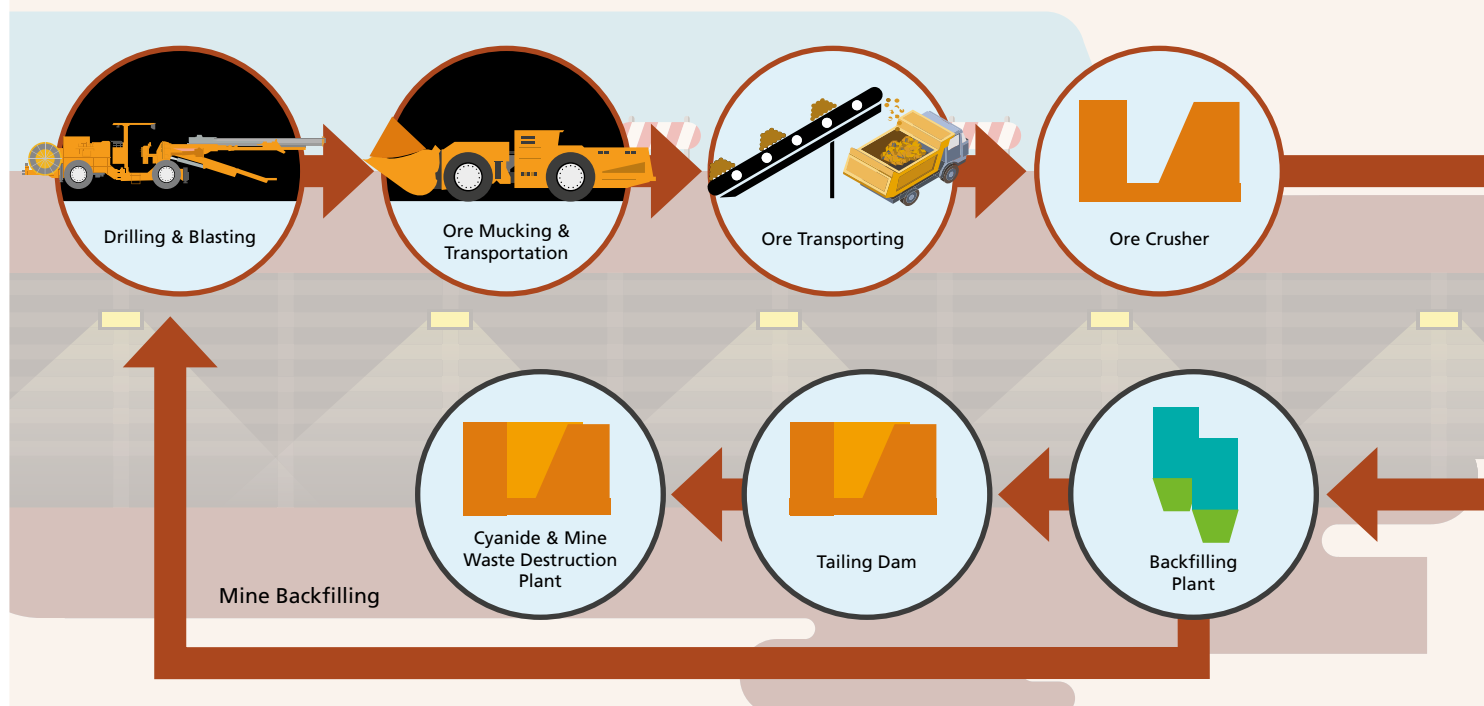 Drilling & Blasting
Ore Mucking &
Transportation
Ore Transporting
Ore Crusher
Cyanide & Mine
Waste Destruction
Plant
Tailing Dam
Backfilling
Plant
Mine Backfilling